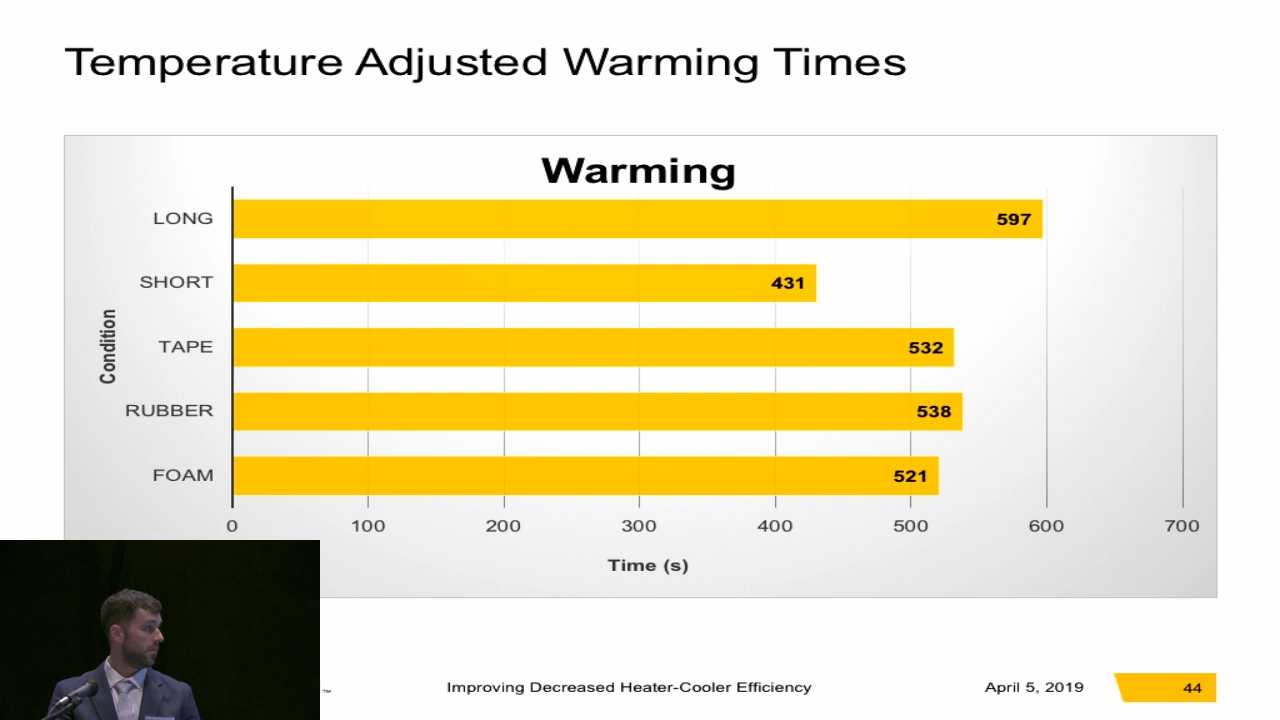 Temperature Adjusted Warming Times
Warming
LONG 597
SHORT 431
TAPE 532
RUBBER 538
FOAM 521
Condition
0 100 200 300 400 500 600 700
Time (s)
™ Improving Decreased Heater-Cooler Efficiency April 5, 2019 44